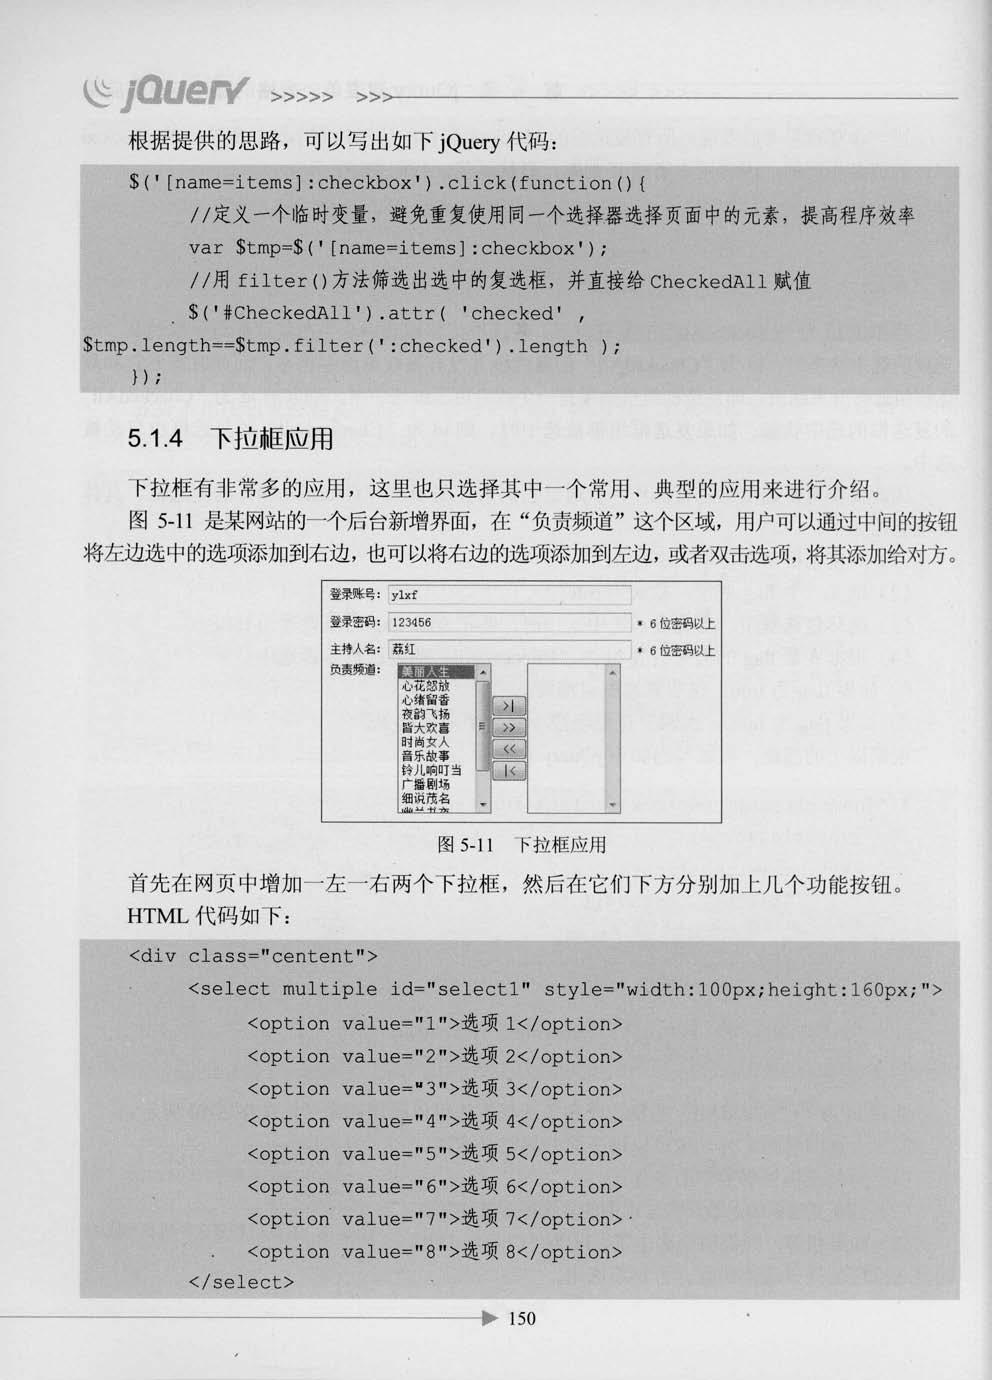 jQuery >>>>> >>>
根据提供的思路，可以写出如下 jQuery 代码：
$('[name=items]:checkbox').click(function(){
//定义一个临时变量，避免重复使用同一个选择器选择页面中的元素，提高程序效率
var $tmp=$('[name=items]:checkbox');
//用 filter()方法筛选出选中的复选框，并直接给 CheckedAll 赋值
$('#CheckedAll').attr( 'checked' ,
$tmp.length==$tmp.filter(':checked').length );
});
5.1.4 下拉框应用
下拉框有非常多的应用，这里也只选择其中一个常用、典型的应用来进行介绍。
图 5-11 是某网站的一个后台新增界面，在“负责频道”这个区域，用户可以通过中间的按钮
将左边选中的选项添加到右边，也可以将右边的选项添加到左边，或者双击选项，将其添加给对方。
登录账号： ylxf
登录密码： 123456 * 6 位密码以上
主持人名： 荔红 * 6 位密码以上
负责频道： 美丽人生
心花怒放
心绪留香
夜韵飞扬 >|
皆大欢喜 >>
时尚女人 <<
音乐故事
铃儿响叮当 |<
广播剧场
细说茂名
图 5-11 下拉框应用
首先在网页中增加一左一右两个下拉框，然后在它们下方分别加上几个功能按钮。
HTML 代码如下：
<div class="centent">
<select multiple id="select1" style="width:100px;height:160px;">
<option value="1">选项 1</option>
<option value="2">选项 2</option>
<option value="3">选项 3</option>
<option value="4">选项 4</option>
<option value="5">选项 5</option>
<option value="6">选项 6</option>
<option value="7">选项 7</option>
<option value="8">选项 8</option>
</select>
150